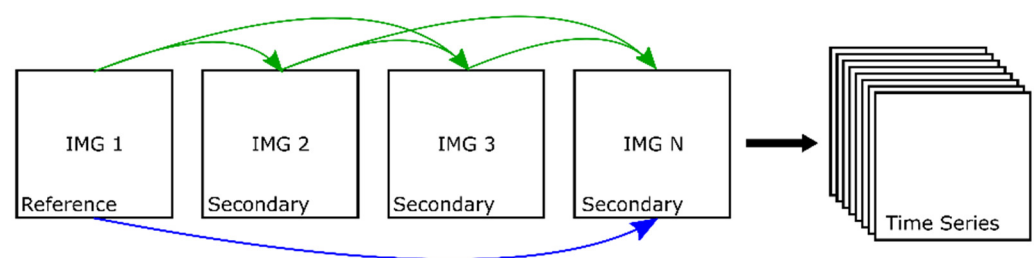 IMG 1
Reference
IMG 2
Secondary
IMG 3
Secondary
IMG N
Secondary
Time Series